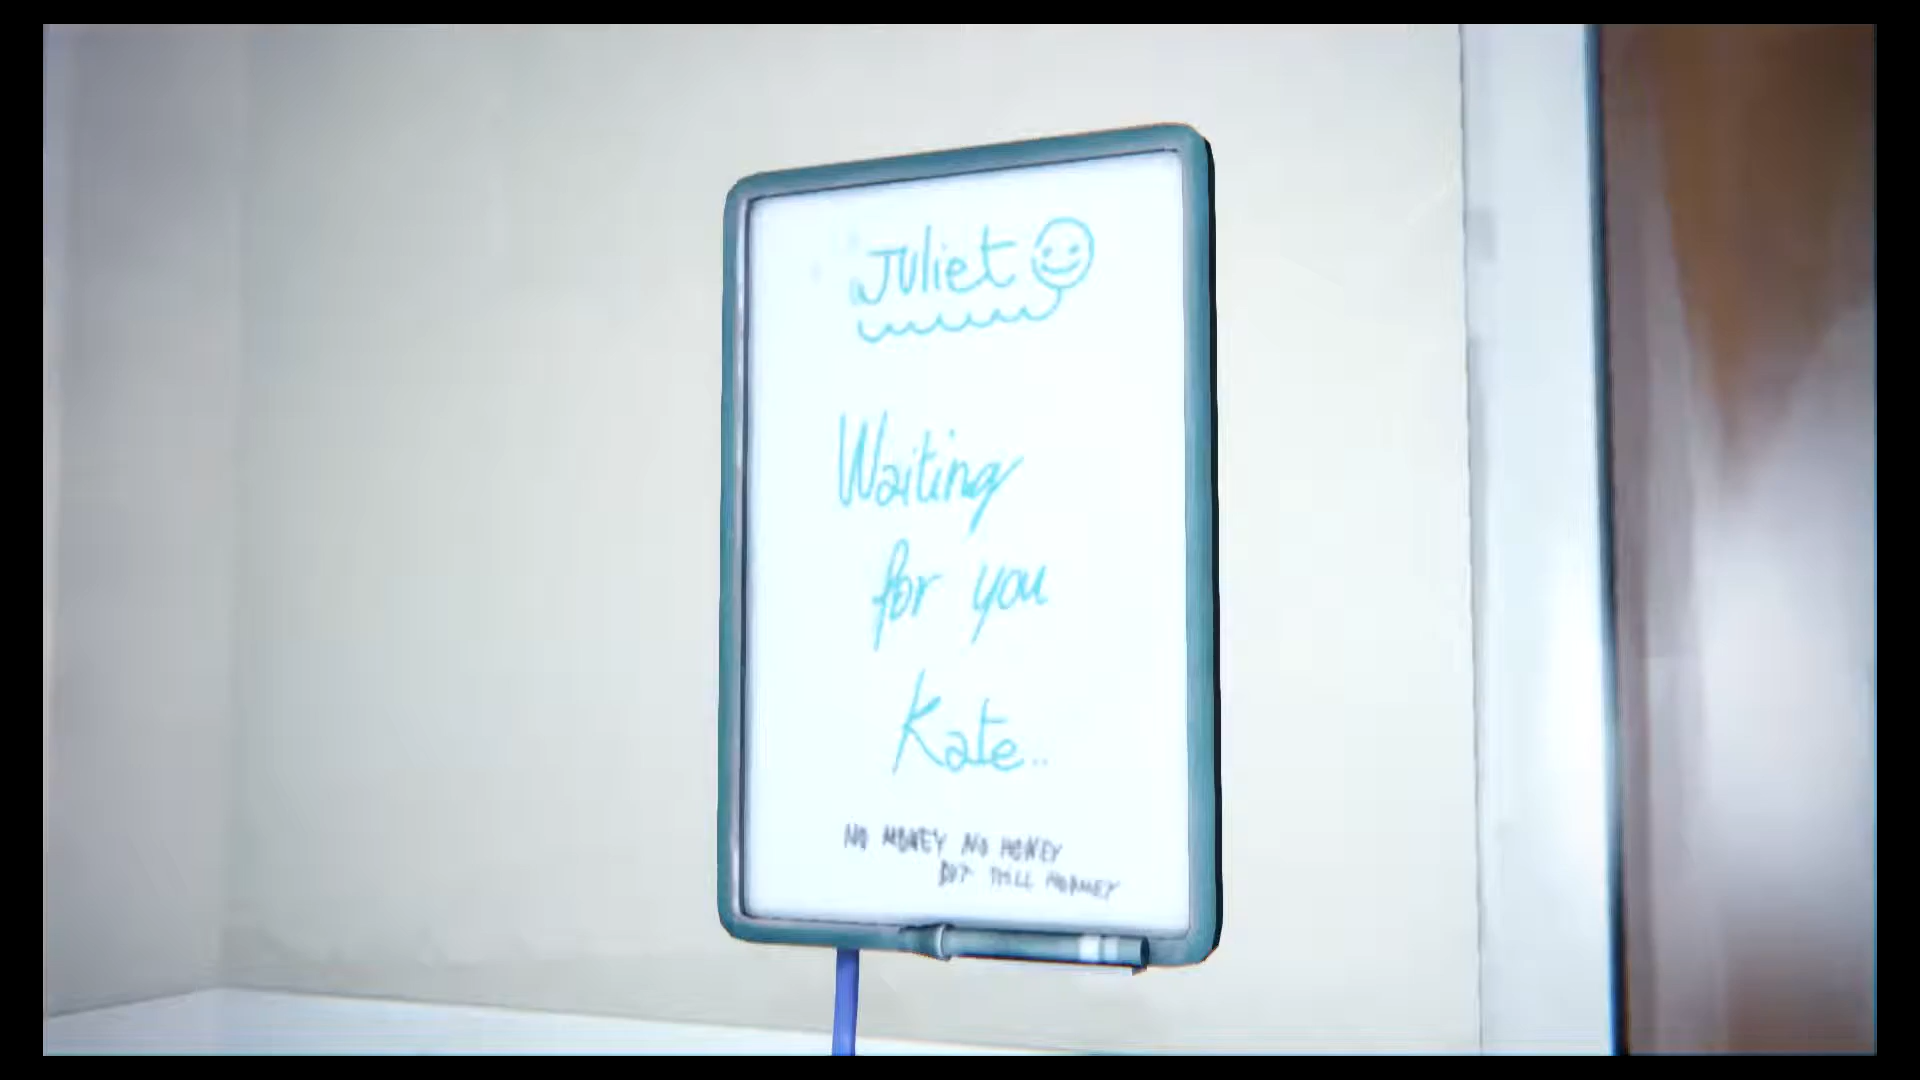 Juliet
Waiting
for you
Kate..
NO MONEY NO HONEY